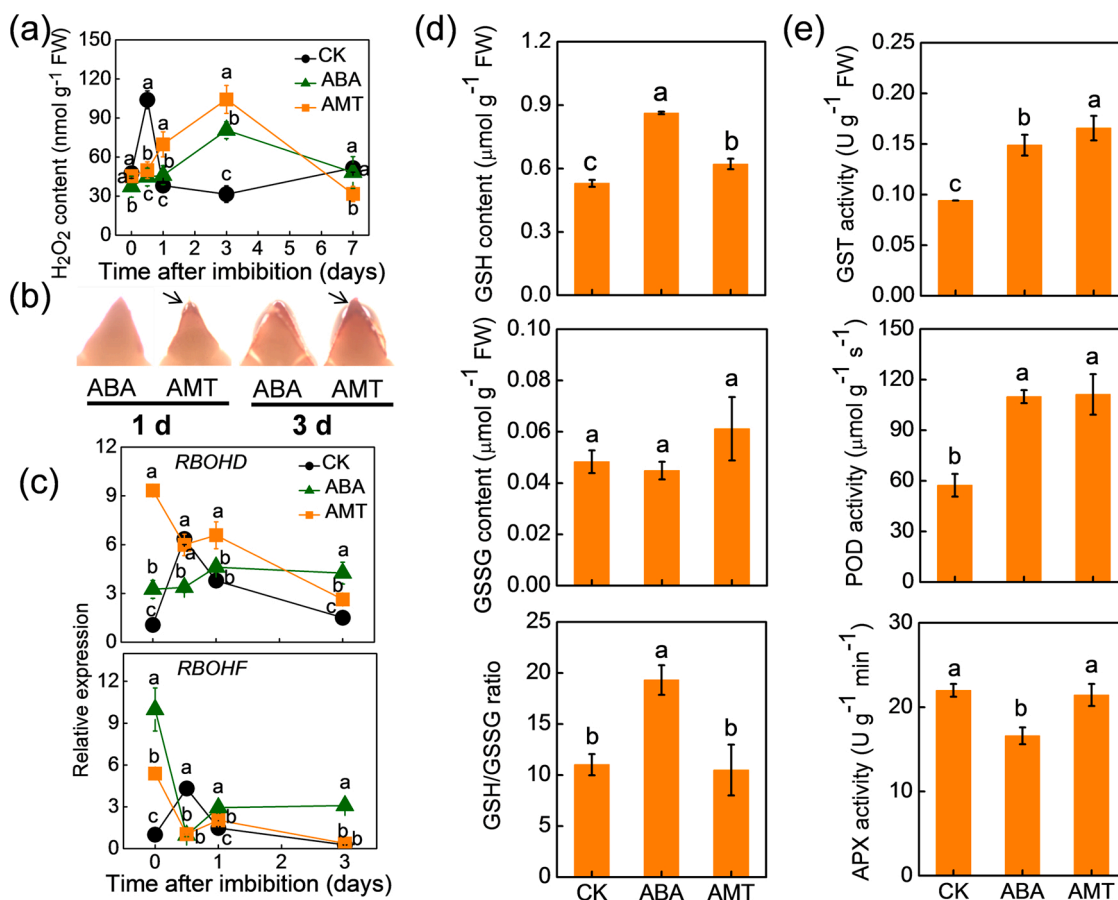 (a)
H₂O₂ content (nmol g⁻¹ FW)
150
120
90
60
30
0
CK
ABA
AMT
a
a
a
b
b
c
a
b
c
a
b
c
a
a
b
0 1 2 3 4 5 6 7
Time after imbibition (days)
(b)
ABA AMT ABA AMT
1 d 3 d
(c)
Relative expression
RBOHD
CK
ABA
AMT
12
9
6
3
0
a
b
c
a
a
b
a
b
b
a
b
c
RBOHF
12
9
6
3
0
a
b
c
a
b
b
a
b
c
a
b
b
0 1 2 3
Time after imbibition (days)
(d)
GSH content (μmol g⁻¹ FW)
1.2
0.9
0.6
0.3
0.0
c
a
b
GSSG content (μmol g⁻¹ FW)
0.10
0.08
0.06
0.04
0.02
0.00
a
a
a
GSH/GSSG ratio
25
20
15
10
5
0
b
a
b
CK ABA AMT
(e)
GST activity (U g⁻¹ FW)
0.25
0.20
0.15
0.10
0.05
0.00
c
b
a
POD activity (μmol g⁻¹ s⁻¹)
150
120
90
60
30
0
b
a
a
APX activity (U g⁻¹ min⁻¹)
30
20
10
0
a
b
a
CK ABA AMT